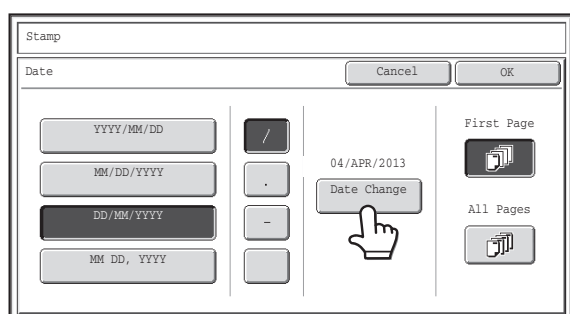 Stamp
Date
Cancel
OK
YYYY/MM/DD
MM/DD/YYYY
DD/MM/YYYY
MM DD, YYYY
/
.
-
04/APR/2013
Date Change
First Page
All Pages